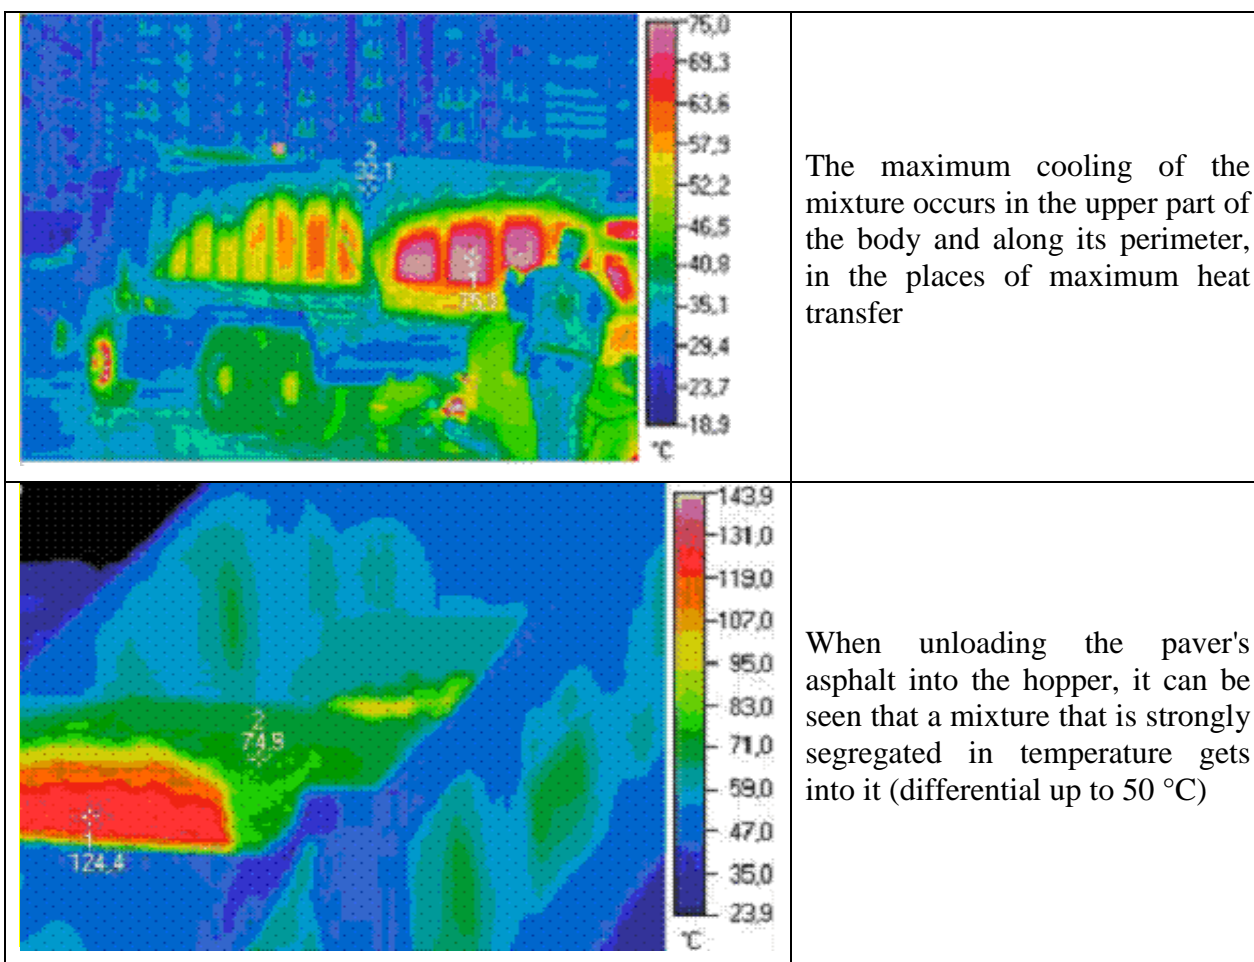 75,0
69,3
63,6
57,9
52,2
46,5
40,8
35,1
29,4
23,7
18,9
°C
2
32,1
1
The maximum cooling of the
mixture occurs in the upper part of
the body and along its perimeter,
in the places of maximum heat
transfer
143,9
131,0
119,0
107,0
95,0
83,0
71,0
59,0
47,0
35,0
23,9
°C
2
74,9
1
124,4
When unloading the paver's
asphalt into the hopper, it can be
seen that a mixture that is strongly
segregated in temperature gets
into it (differential up to 50 °C)